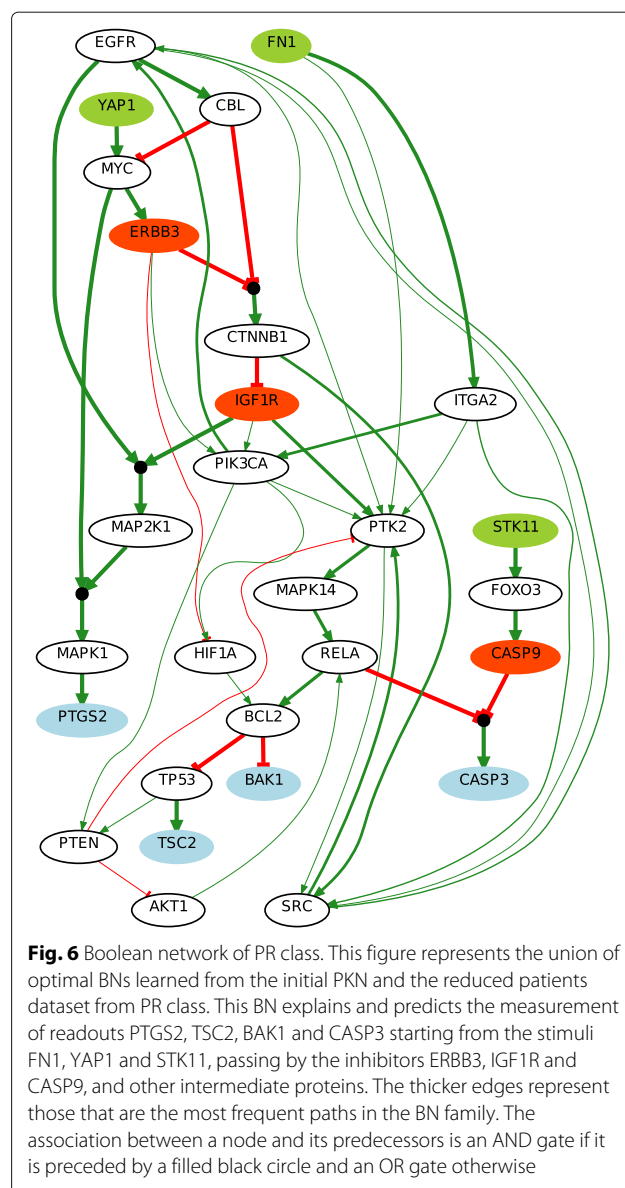 EGFR
FN1
YAP1
CBL
MYC
ERBB3
CTNNB1
IGF1R
ITGA2
PIK3CA
MAP2K1
PTK2
STK11
MAPK14
FOXO3
MAPK1
HIF1A
RELA
CASP9
PTGS2
BCL2
TP53
BAK1
CASP3
PTEN
TSC2
AKT1
SRC
Fig. 6 Boolean network of PR class. This figure represents the union of
optimal BNs learned from the initial PKN and the reduced patients
dataset from PR class. This BN explains and predicts the measurement
of readouts PTGS2, TSC2, BAK1 and CASP3 starting from the stimuli
FN1, YAP1 and STK11, passing by the inhibitors ERBB3, IGF1R and
CASP9, and other intermediate proteins. The thicker edges represent
those that are the most frequent paths in the BN family. The
association between a node and its predecessors is an AND gate if it
is preceded by a filled black circle and an OR gate otherwise